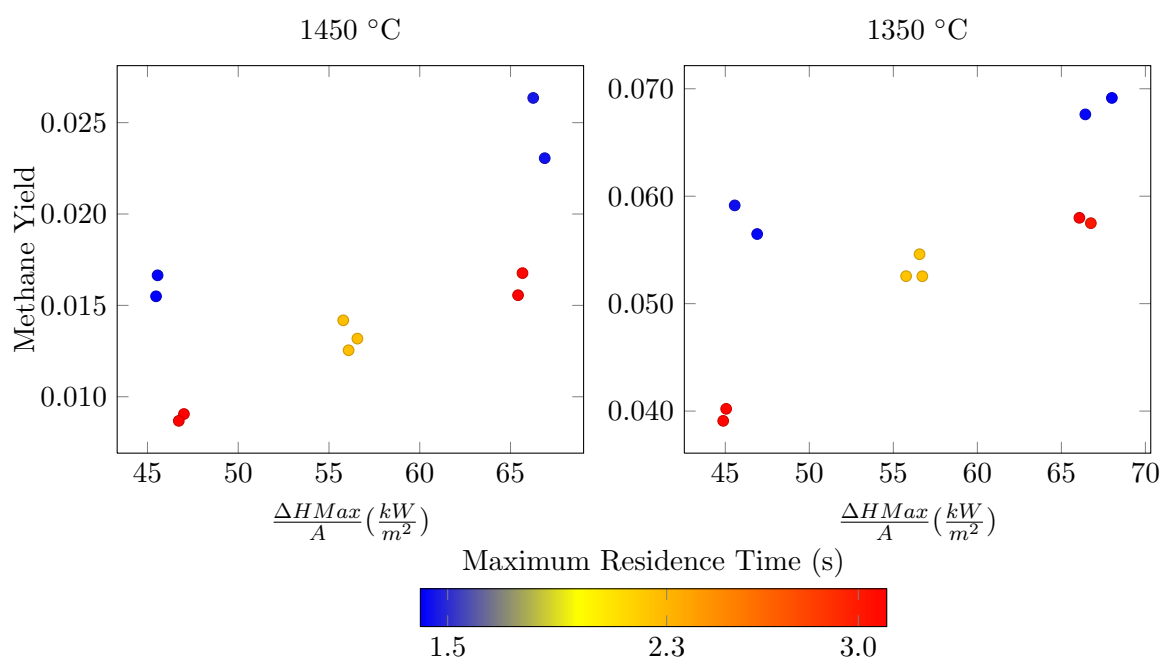 1450 °C
1350 °C
Methane Yield
0.025
0.020
0.015
0.010
0.070
0.060
0.050
0.040
45 50 55 60 65
45 50 55 60 65 70
ΔHMax/A (kW/m²)
ΔHMax/A (kW/m²)
Maximum Residence Time (s)
1.5 2.3 3.0